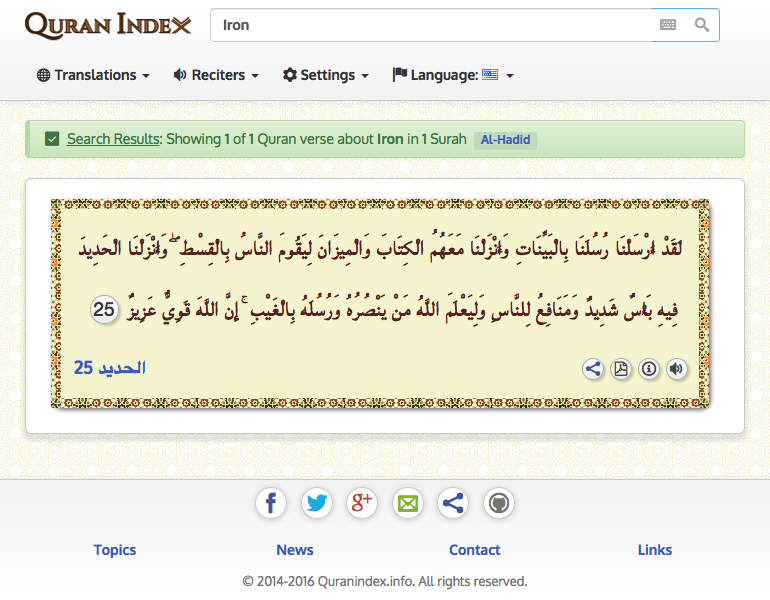 Quran Index
Iron
Translations
Reciters
Settings
Language:
Search Results: Showing 1 of 1 Quran verse about Iron in 1 Surah Al-Hadid
لَقَدْ أَرْسَلْنَا رُسُلَنَا بِالْبَيِّنَاتِ وَأَنْزَلْنَا مَعَهُمُ الْكِتَابَ وَالْمِيزَانَ لِيَقُومَ النَّاسُ بِالْقِسْطِ ۖ وَأَنْزَلْنَا الْحَدِيدَ
فِيهِ بَأْسٌ شَدِيدٌ وَمَنَافِعُ لِلنَّاسِ وَلِيَعْلَمَ اللَّهُ مَنْ يَنْصُرُهُ وَرُسُلَهُ بِالْغَيْبِ ۚ إِنَّ اللَّهَ قَوِيٌّ عَزِيزٌ 25
الحديد 25
f
g+
Topics
News
Contact
Links
© 2014-2016 Quranindex.info. All rights reserved.